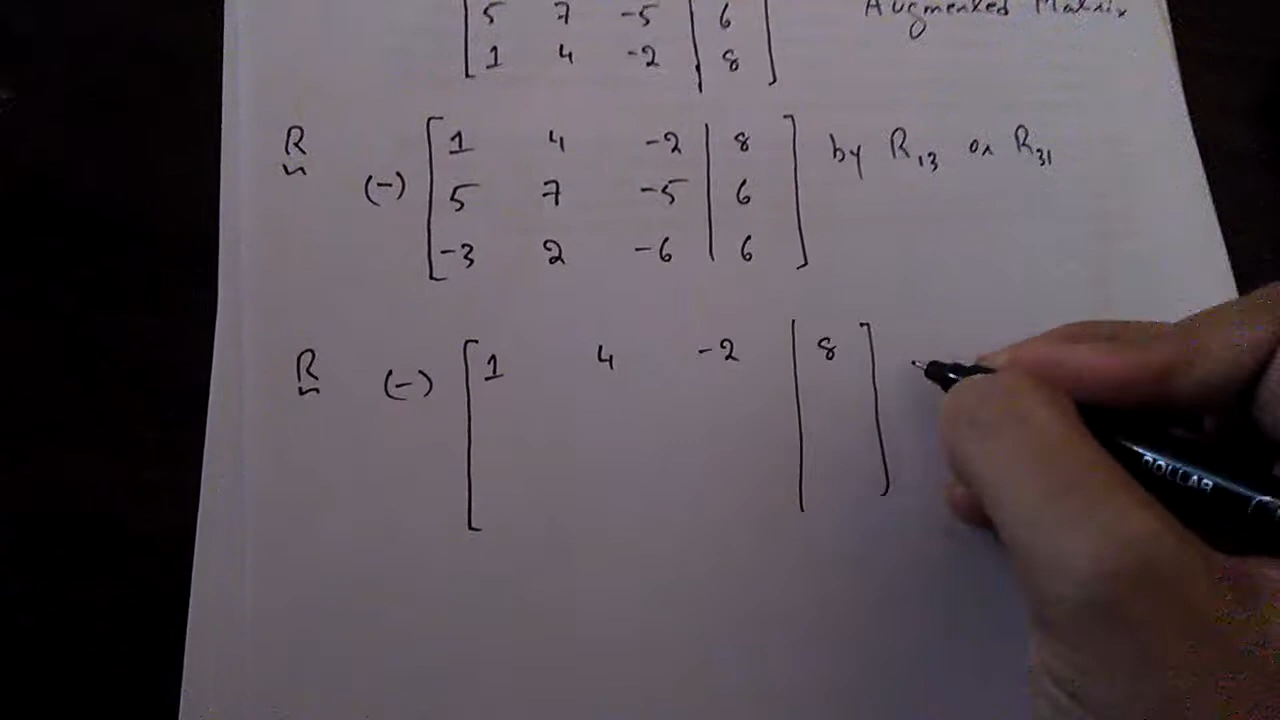 5 7 -5 | 6 Augmented Matrix
1 4 -2 | 8
R (-) [ 1 4 -2 | 8 ] by R13 or R31
5 7 -5 | 6
-3 2 -6 | 6
R (-) [ 1 4 -2 | 8 ]
DOLLAR